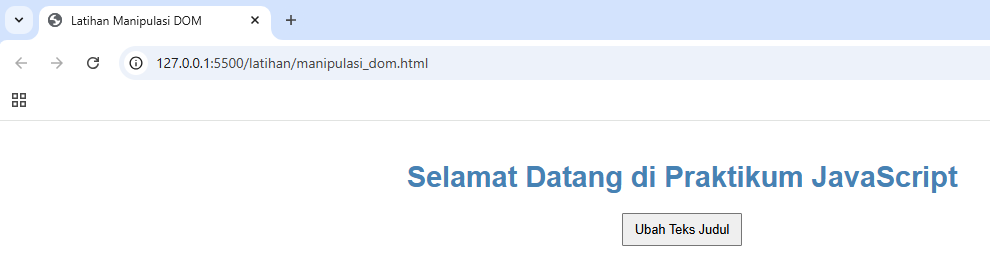 Latihan Manipulasi DOM
127.0.0.1:5500/latihan/manipulasi_dom.html
Selamat Datang di Praktikum JavaScript
Ubah Teks Judul